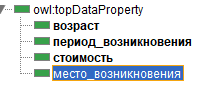 owl:topDataProperty
возраст
период_возникновения
стоимость
место_возникновения